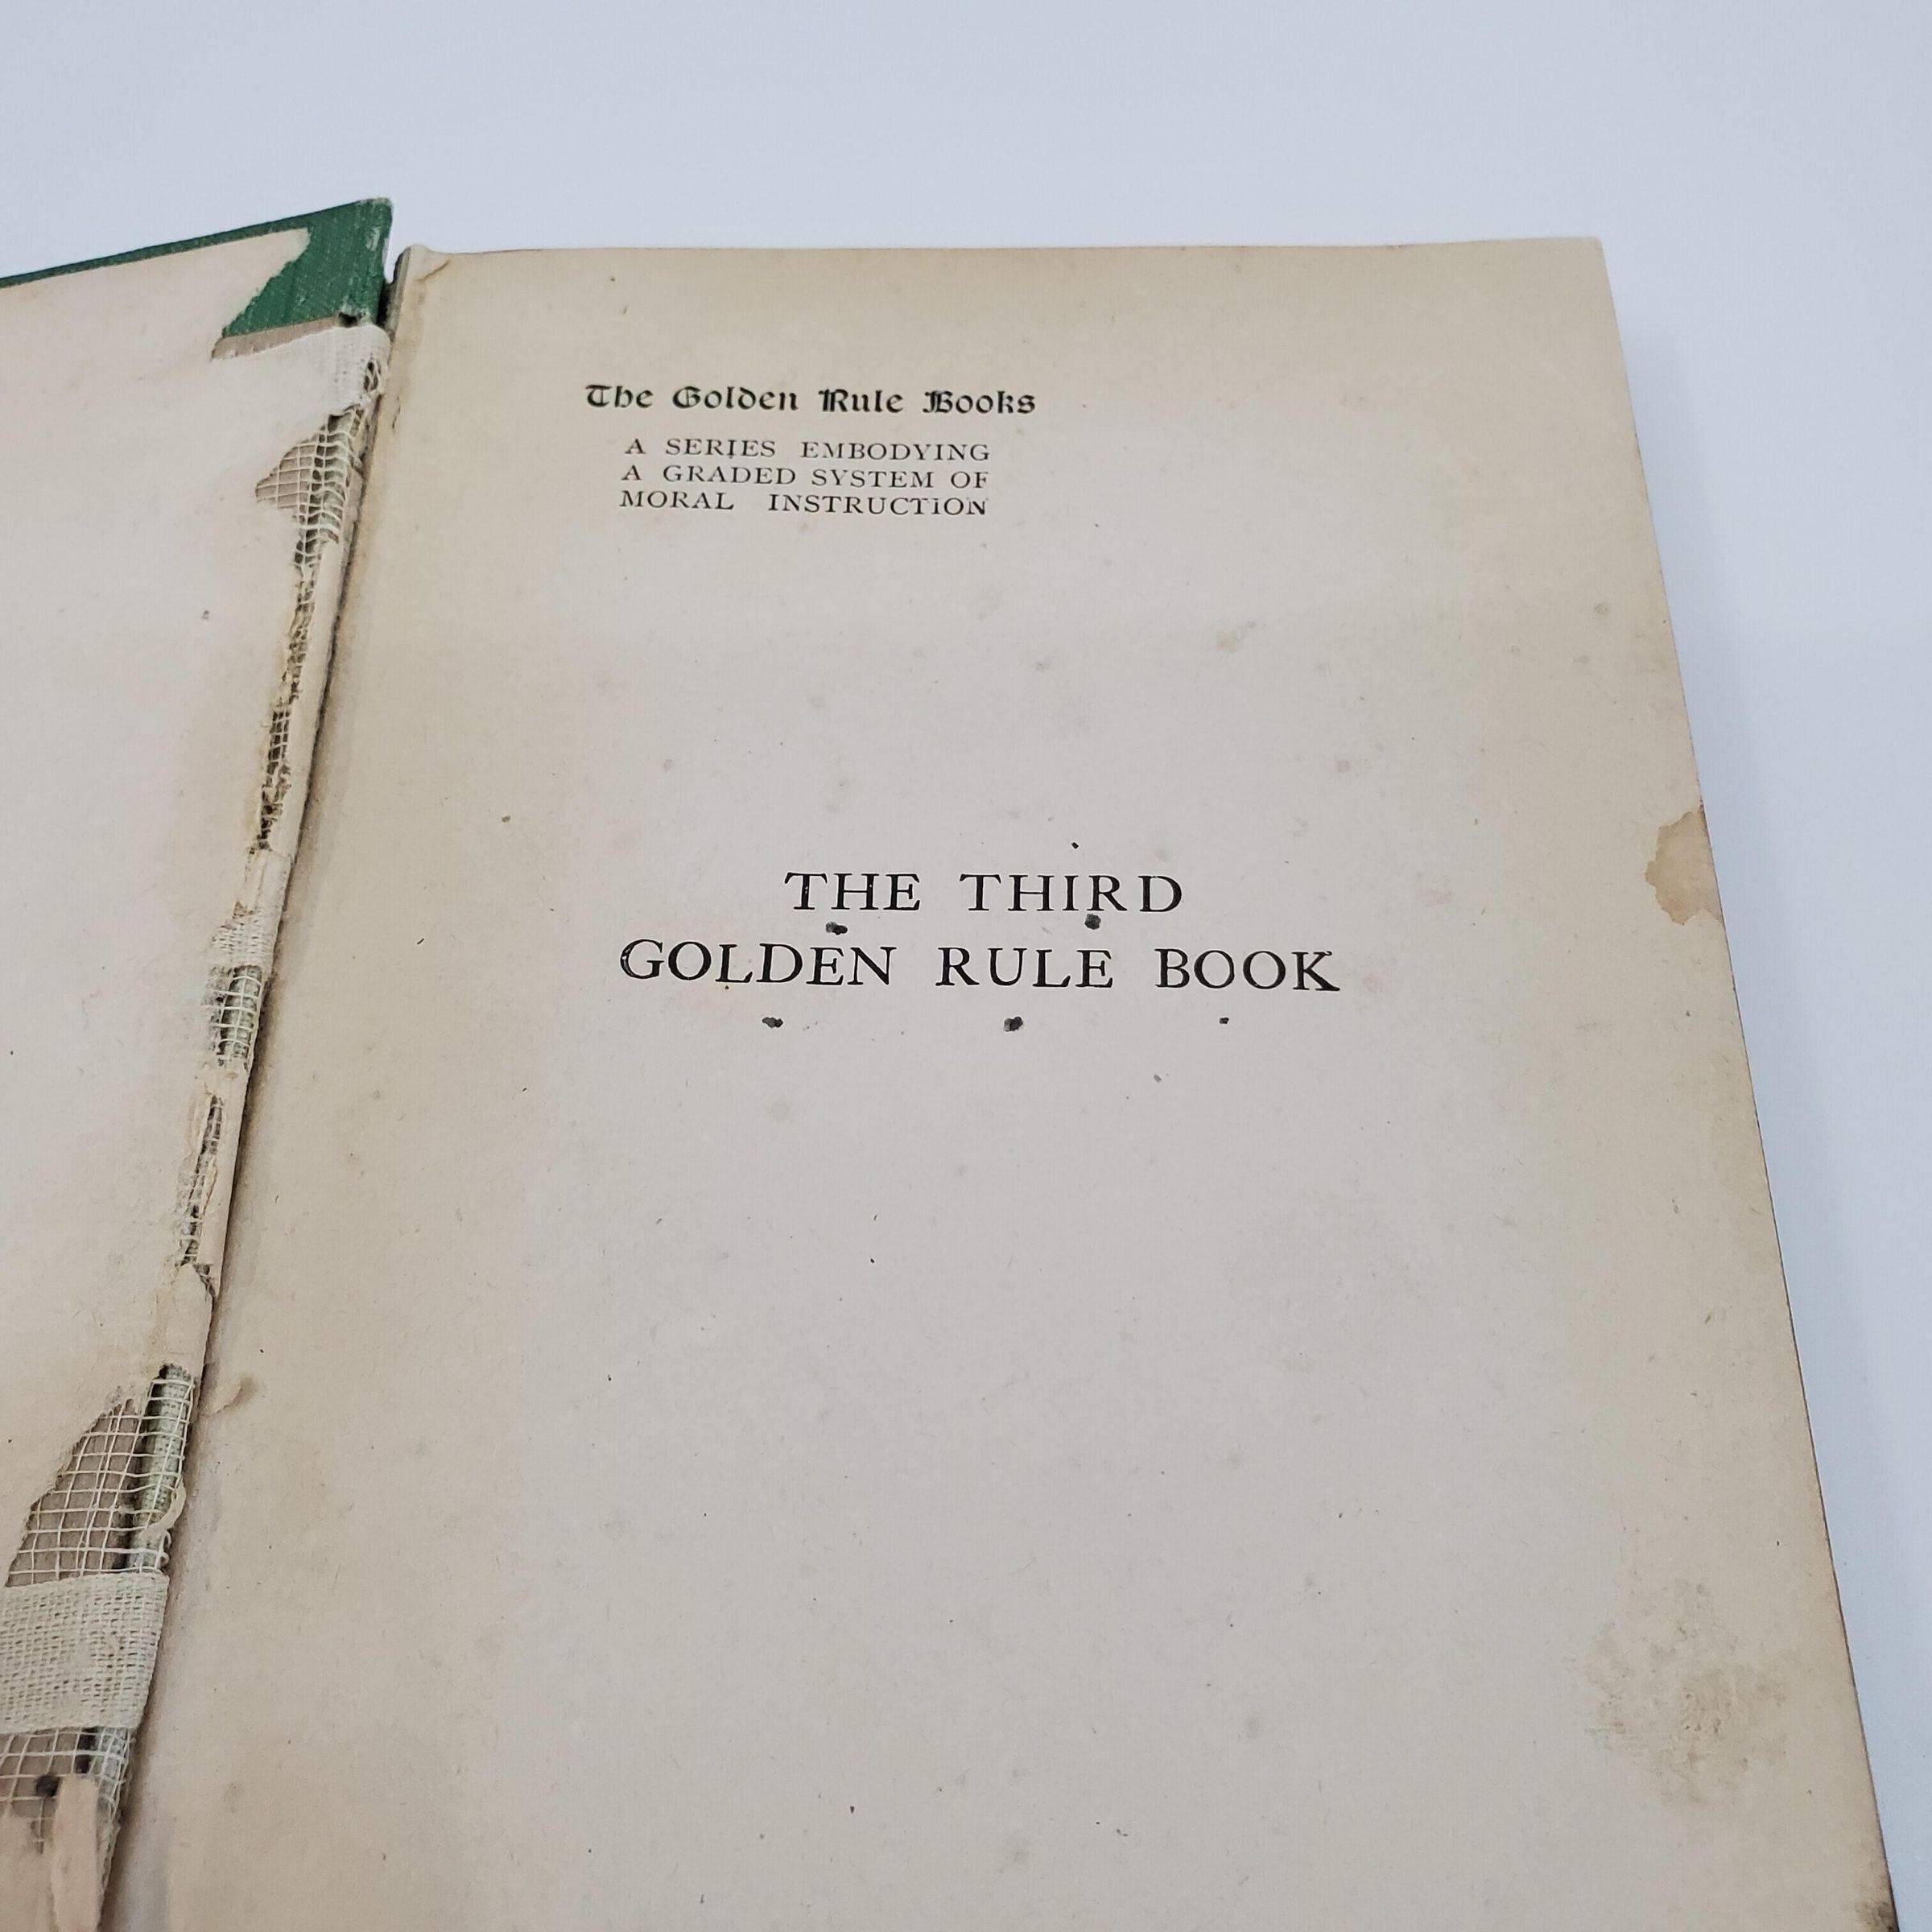 The Golden Rule Books
A SERIES EMBODYING
A GRADED SYSTEM OF
MORAL INSTRUCTION
THE THIRD
GOLDEN RULE BOOK